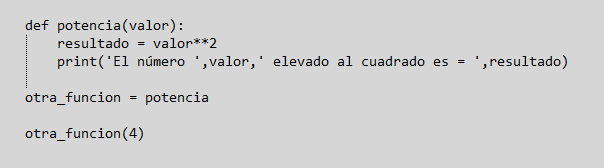 def potencia(valor):
    resultado = valor**2
    print('El número ',valor,' elevado al cuadrado es = ',resultado)
otra_funcion = potencia
otra_funcion(4)